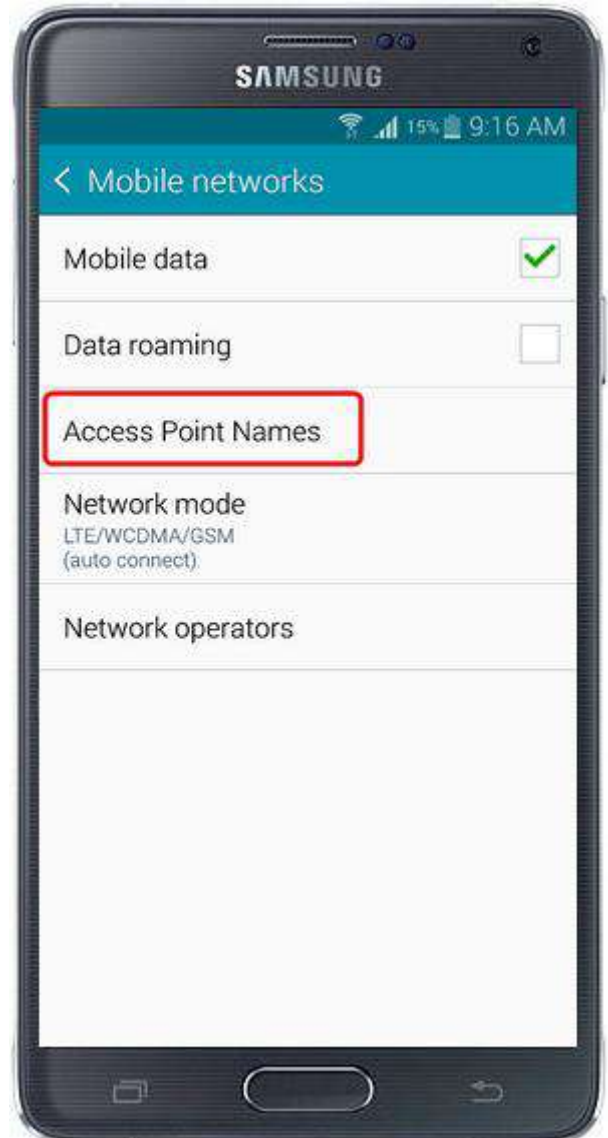 SAMSUNG
15% 9:16 AM
< Mobile networks
Mobile data
Data roaming
Access Point Names
Network mode
LTE/WCDMA/GSM
(auto connect)
Network operators